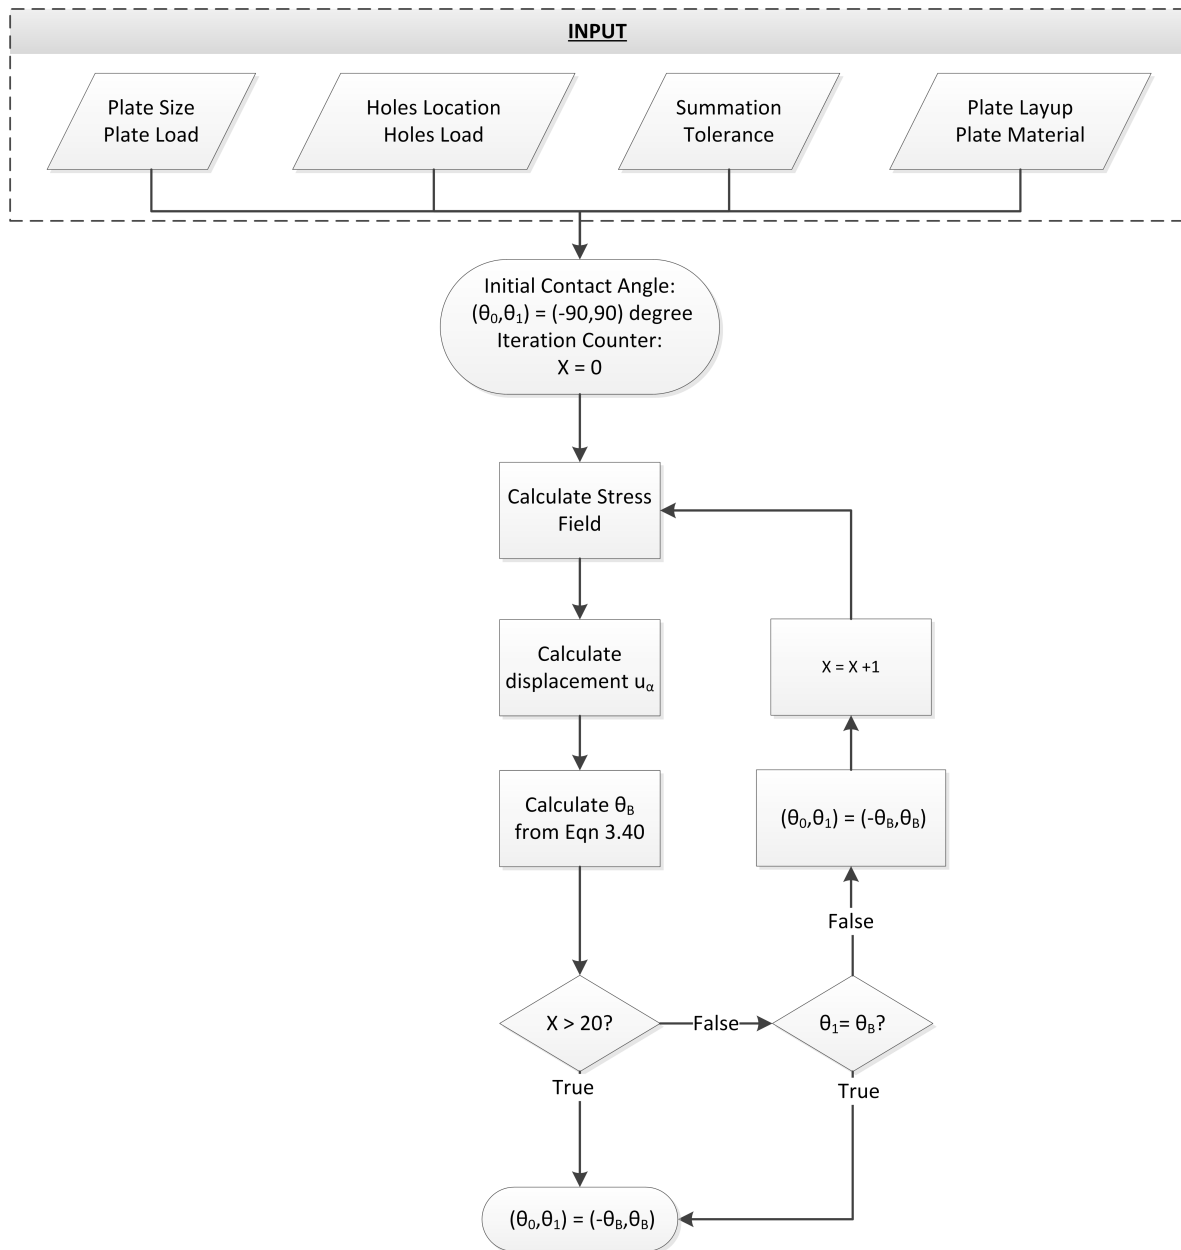 INPUT
Plate Size
Plate Load
Holes Location
Holes Load
Summation
Tolerance
Plate Layup
Plate Material
Initial Contact Angle:
(θ₀,θ₁) = (-90,90) degree
Iteration Counter:
X = 0
Calculate Stress
Field
Calculate
displacement uα
X = X +1
Calculate θB
from Eqn 3.40
(θ₀,θ₁) = (-θB,θB)
False
X > 20?
False
θ₁= θB?
True
True
(θ₀,θ₁) = (-θB,θB)